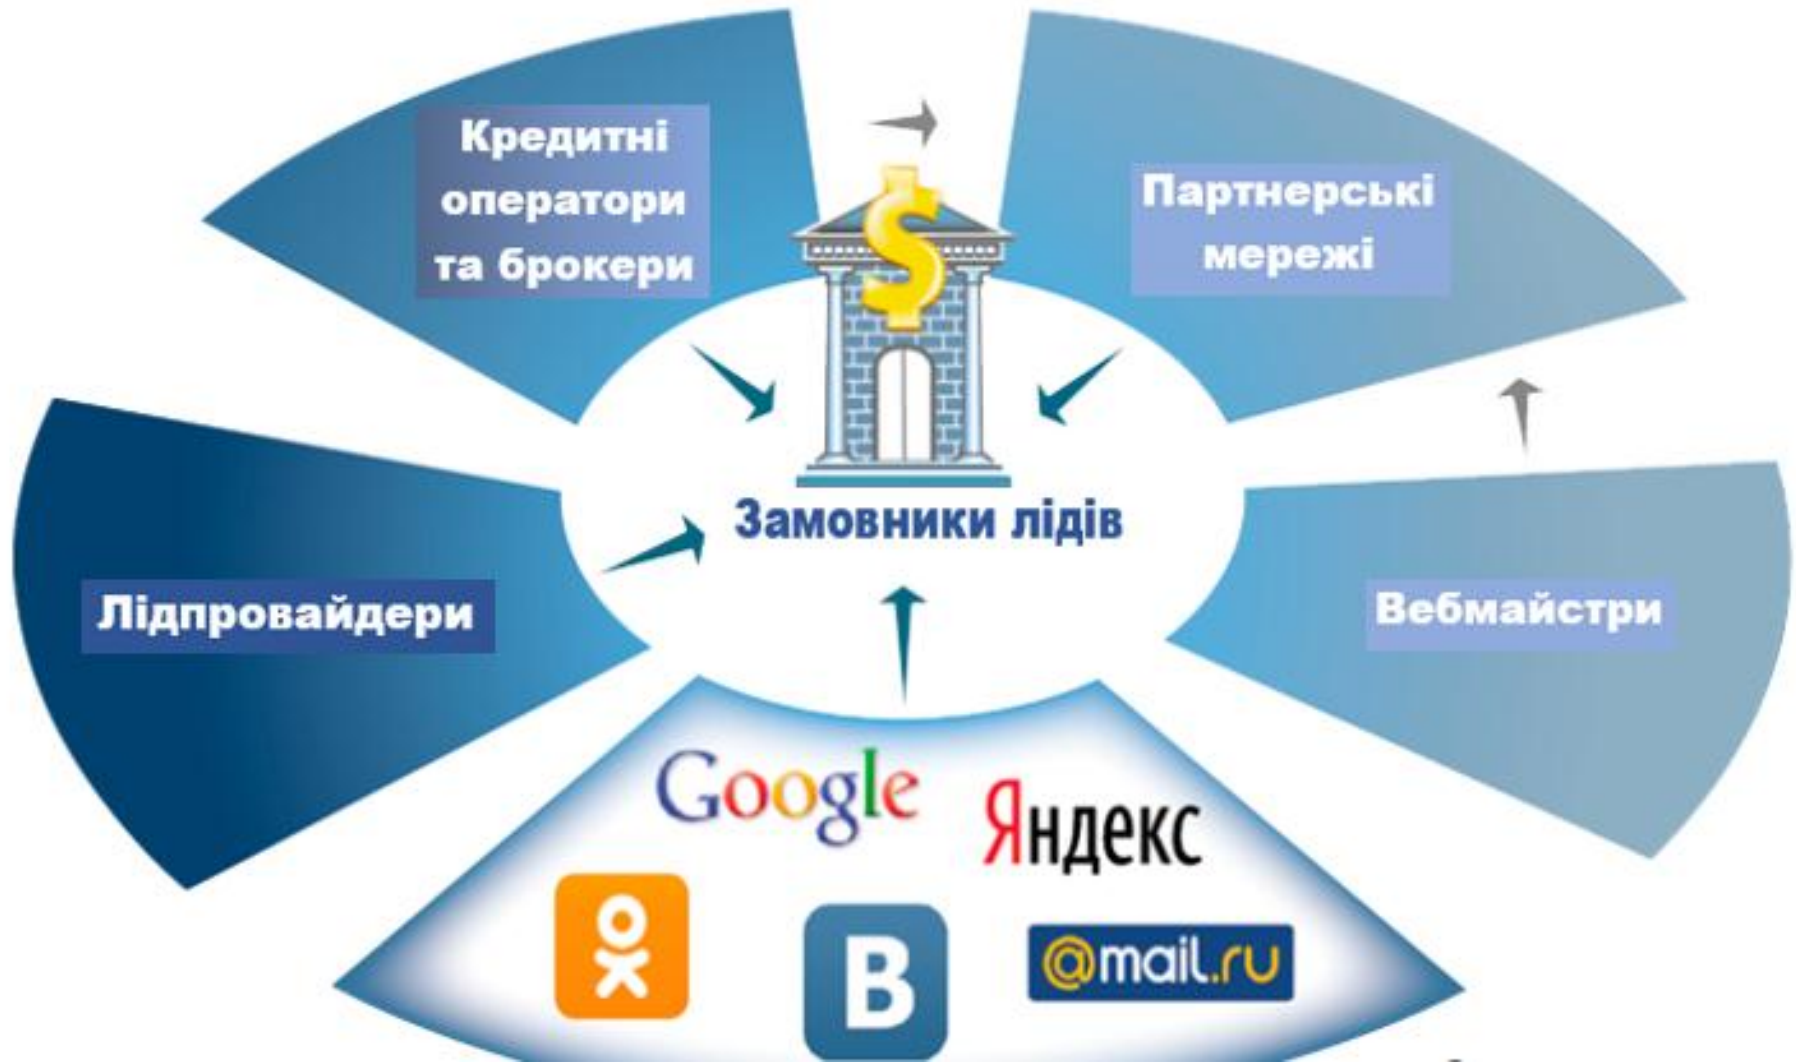 Кредитні
оператори
та брокери
$
Партнерські
мережі
Замовники лідів
Лідпровайдери
Вебмайстри
Google
Яндекс
В
@mail.ru